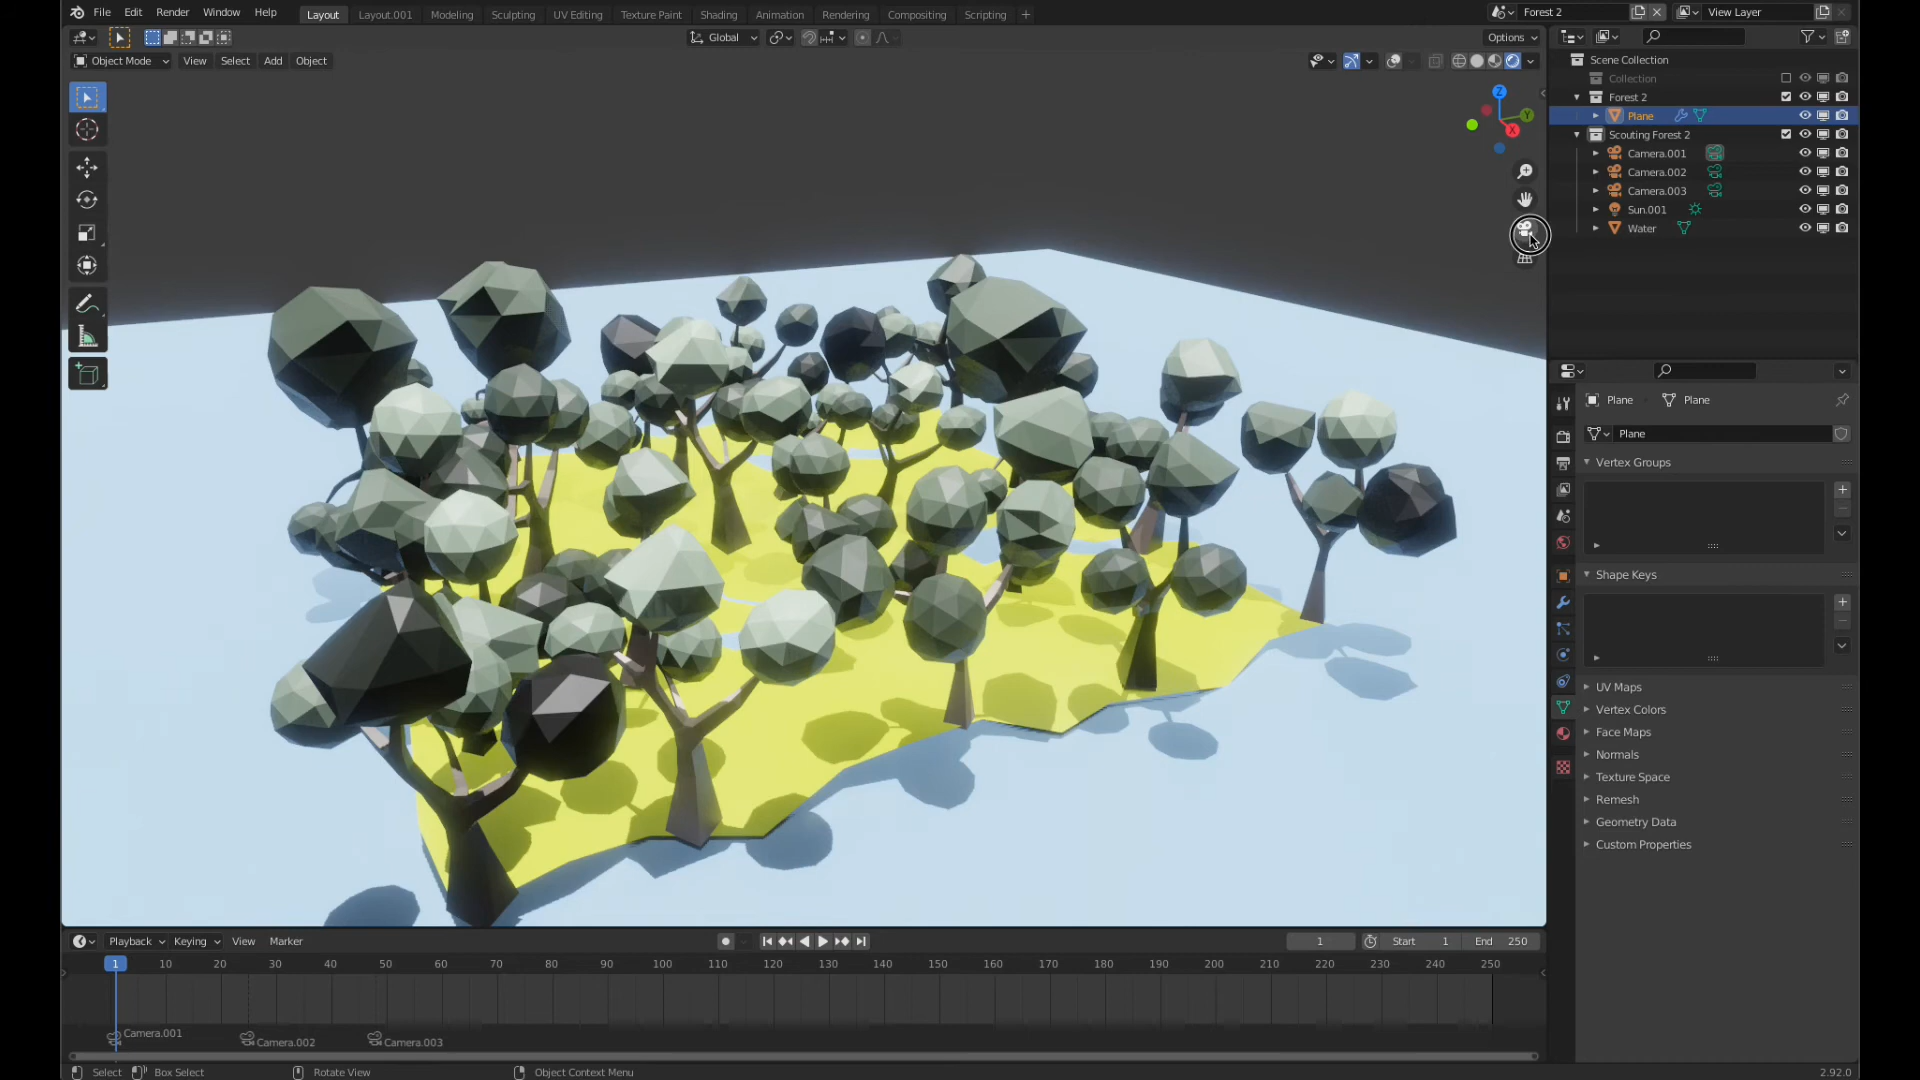 File Edit Render Window Help Layout Layout.001 Modeling Sculpting UV Editing Texture Paint Shading Animation Rendering Compositing Scripting + Forest 2 View Layer
Global Options
Object Mode View Select Add Object
Scene Collection
Collection
Forest 2
Plane
Scouting Forest 2
Camera.001
Camera.002
Camera.003
Sun.001
Water
Z
Y
X
Plane Plane
Plane
Vertex Groups
Shape Keys
UV Maps
Vertex Colors
Face Maps
Normals
Texture Space
Remesh
Geometry Data
Custom Properties
Playback Keying View Marker 1 Start 1 End 250
1 10 20 30 40 50 60 70 80 90 100 110 120 130 140 150 160 170 180 190 200 210 220 230 240 250
Camera.001
Camera.002 Camera.003
Select Box Select Rotate View Object Context Menu 2.92.0